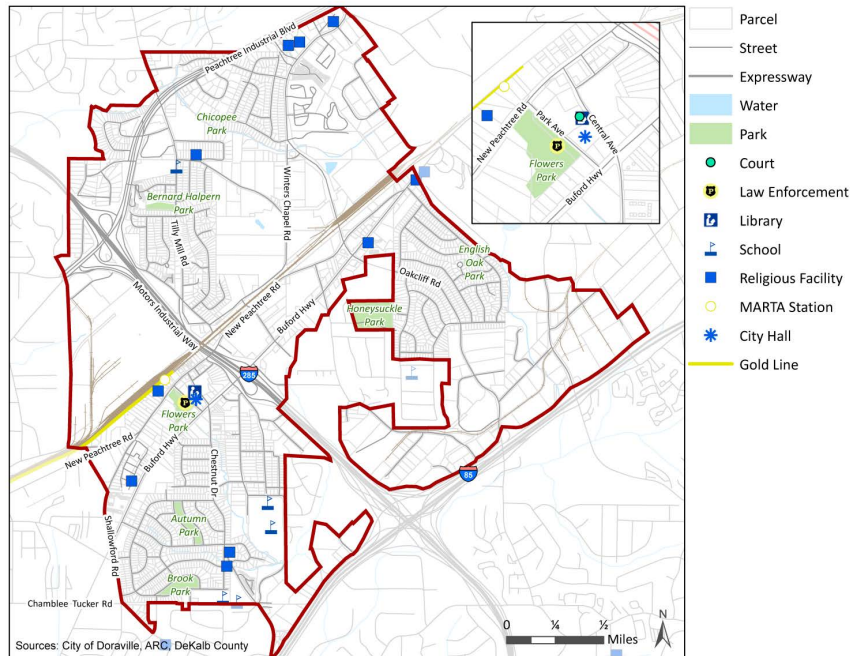 Peachtree Industrial Blvd
Chicopee
Park
Winters Chapel Rd
Bernard Halpern
Park
Tilly Mill Rd
Motors Industrial Way
New Peachtree Rd
Buford Hwy
Oakcliff Rd
English
Oak
Park
Honeysuckle
Park
285
P
Flowers
Park
New Peachtree Rd
Buford Hwy
Chestnut Dr
85
Shallowford Rd
Autumn
Park
Brook
Park
Chamblee Tucker Rd
Sources: City of Doraville, ARC, DeKalb County
0 ¼ ½
Miles
N
New Peachtree Rd
Park Ave
Central Ave
P
Flowers
Park
Buford Hwy
Parcel
Street
Expressway
Water
Park
Court
P
Law Enforcement
Library
School
Religious Facility
MARTA Station
City Hall
Gold Line